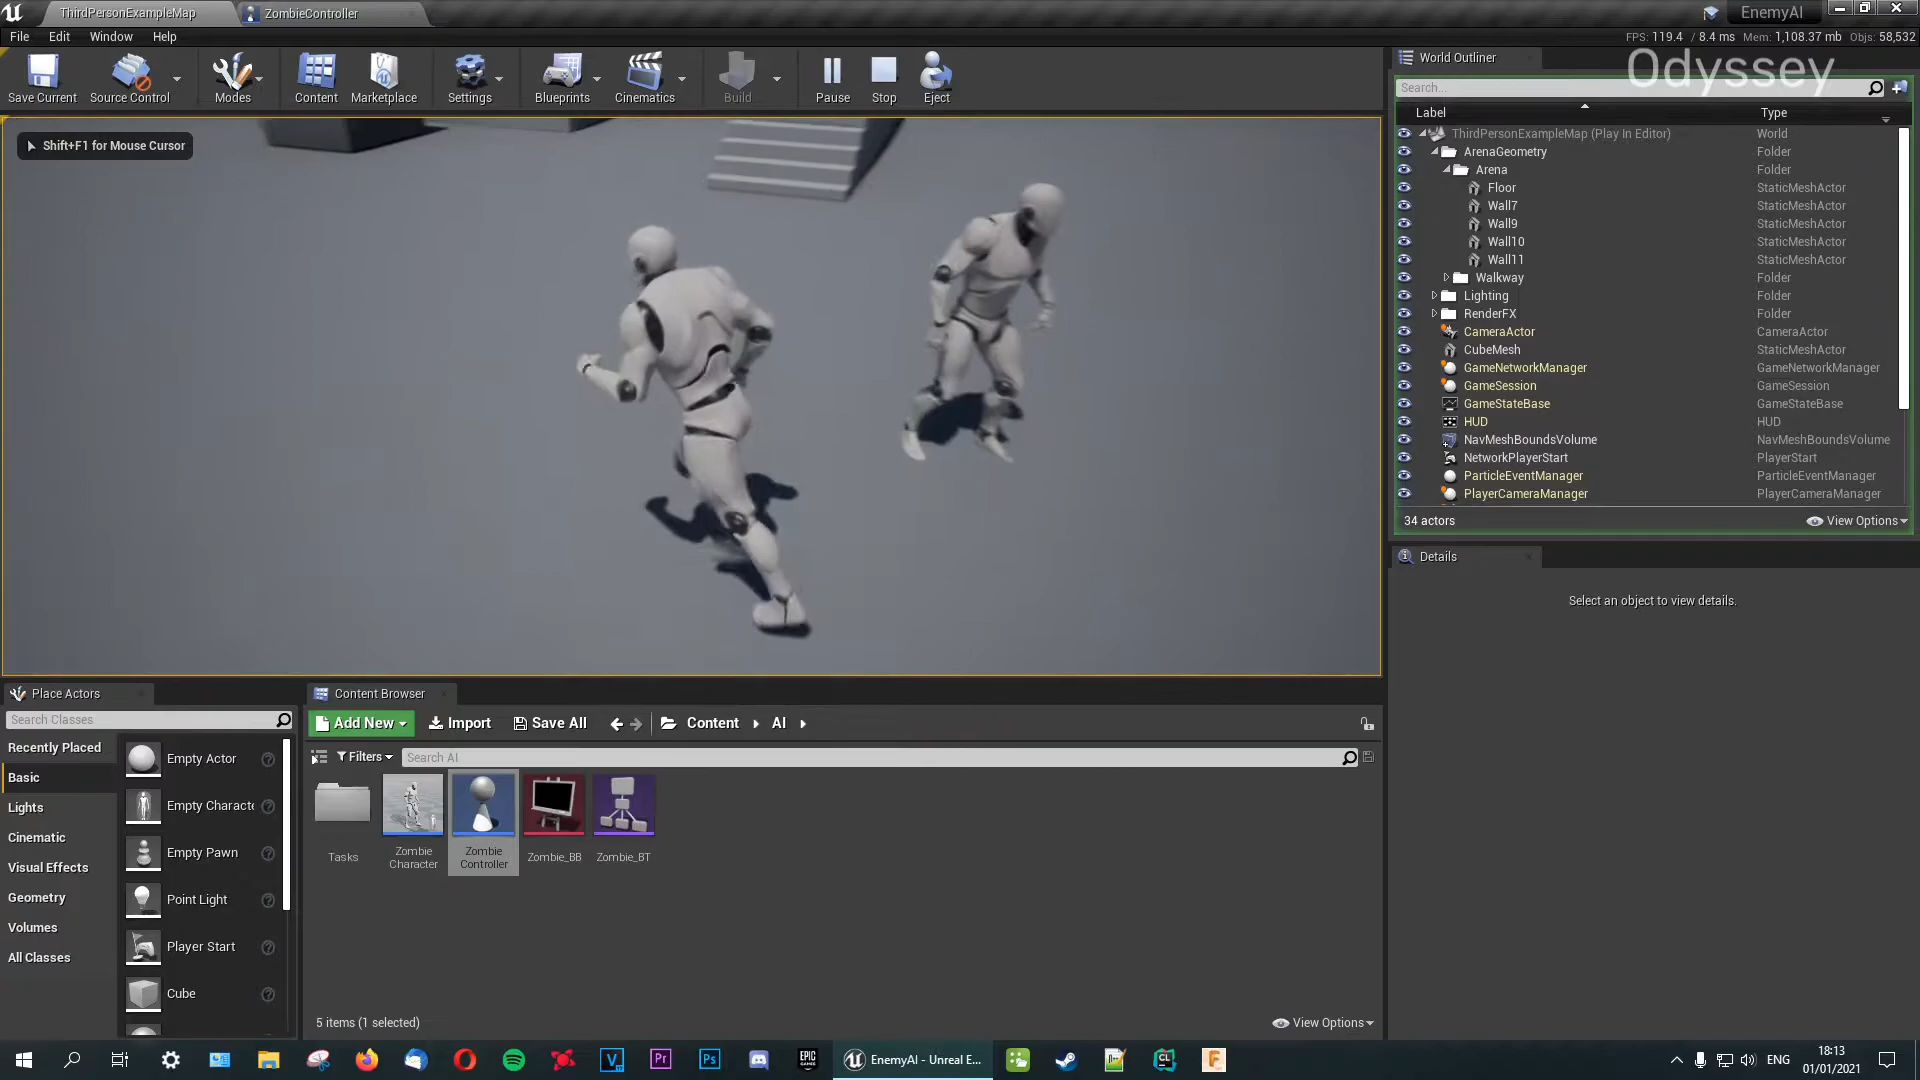 ThirdPersonExampleMap
ZombieController
EnemyAI
File Edit Window Help
FPS: 119.4 / 8.4 ms Mem: 1,108.37 mb Objs: 58,532
Save Current
Source Control
Modes
Content
Marketplace
Settings
Blueprints
Cinematics
Build
Pause
Stop
Eject
Shift+F1 for Mouse Cursor
World Outliner
Odyssey
Search...
Label Type
ThirdPersonExampleMap (Play In Editor) World
ArenaGeometry Folder
Arena Folder
Floor StaticMeshActor
Wall7 StaticMeshActor
Wall9 StaticMeshActor
Wall10 StaticMeshActor
Wall11 StaticMeshActor
Walkway Folder
Lighting Folder
RenderFX Folder
CameraActor CameraActor
CubeMesh StaticMeshActor
GameNetworkManager GameNetworkManager
GameSession GameSession
GameStateBase GameStateBase
HUD HUD
NavMeshBoundsVolume NavMeshBoundsVolume
NetworkPlayerStart PlayerStart
ParticleEventManager ParticleEventManager
PlayerCameraManager PlayerCameraManager
34 actors View Options
Details
Select an object to view details.
Place Actors
Search Classes
Recently Placed
Basic
Lights
Cinematic
Visual Effects
Geometry
Volumes
All Classes
Empty Actor
Empty Characte
Empty Pawn
Point Light
Player Start
Cube
Content Browser
Add New Import Save All Content AI
Filters Search AI
Tasks
Zombie
Character
Zombie
Controller
Zombie_BB
Zombie_BT
5 items (1 selected) View Options
EnemyAI - Unreal E...
ENG
18:13
01/01/2021